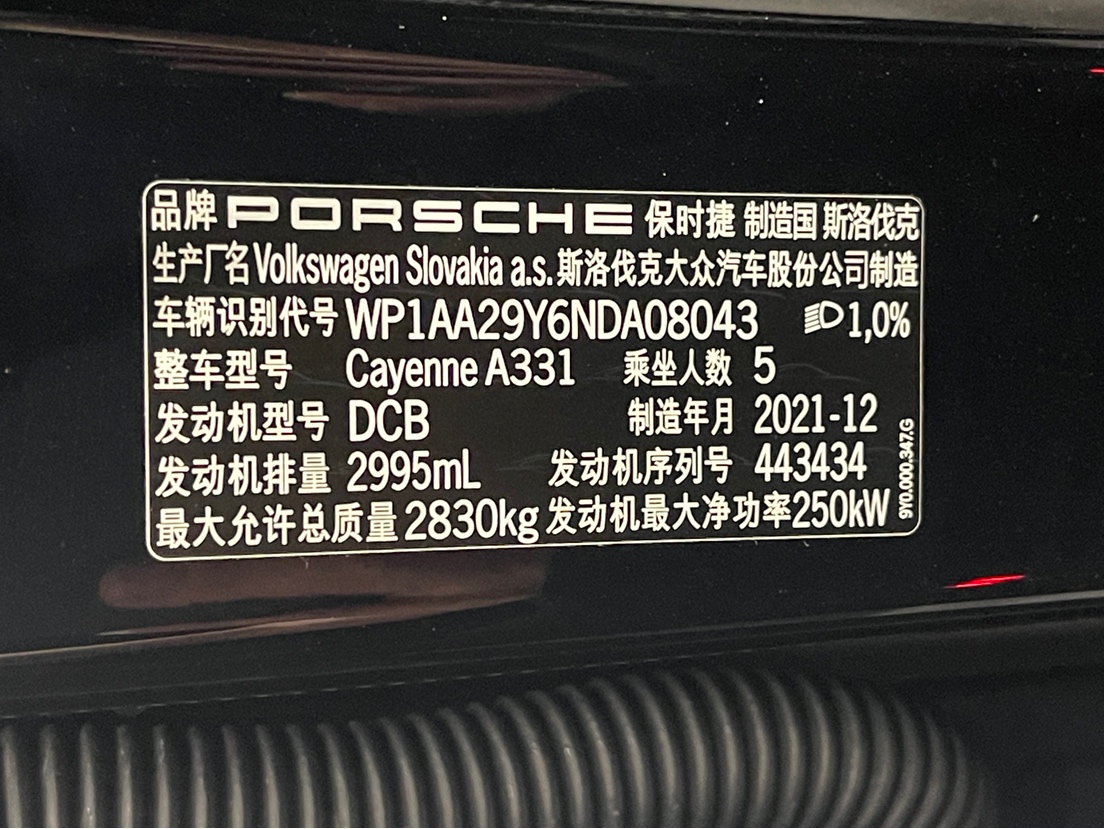 品牌 PORSCHE 保时捷 制造国 斯洛伐克
生产厂名 Volkswagen Slovakia a.s. 斯洛伐克大众汽车股份公司制造
车辆识别代号 WP1AA29Y6NDA08043 1,0%
整车型号 Cayenne A331 乘坐人数 5
发动机型号 DCB 制造年月 2021-12
发动机排量 2995mL 发动机序列号 443434
最大允许总质量 2830kg 发动机最大净功率 250kW
9Y0.000.347.G